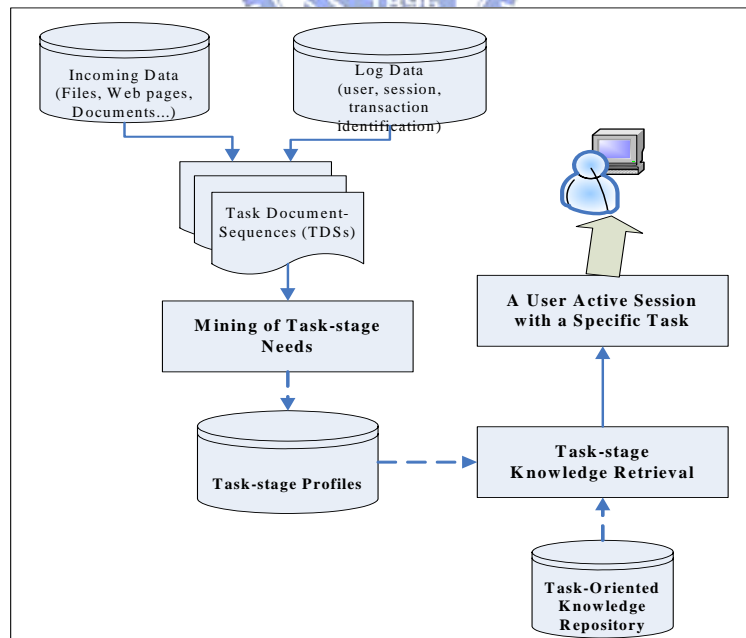 1896
Incoming Data
(Files, Web pages,
Documents...)
Log Data
(user, session,
transaction
identification)
Task Document-
Sequences (TDSs)
Mining of Task-stage
Needs
Task-stage Profiles
A User Active Session
with a Specific Task
Task-stage
Knowledge Retrieval
Task-Oriented
Knowledge
Repository